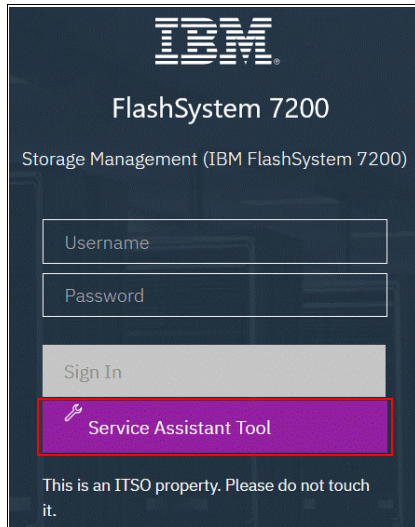 IBM
FlashSystem 7200
Storage Management (IBM FlashSystem 7200)
Username
Password
Sign In
Service Assistant Tool
This is an ITSO property. Please do not touch
it.